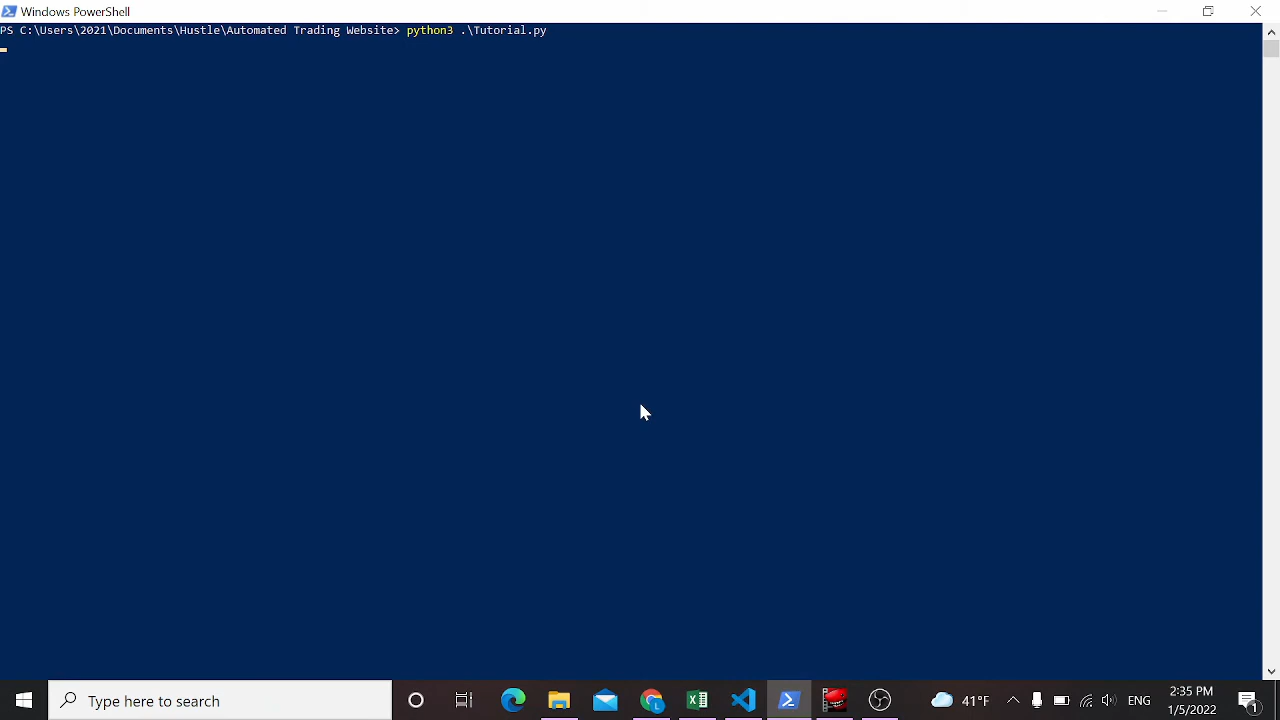 Windows PowerShell
PS C:\Users\2021\Documents\Hustle\Automated Trading Website> python3 .\Tutorial.py
Type here to search
41°F
ENG
2:35 PM
1/5/2022
1